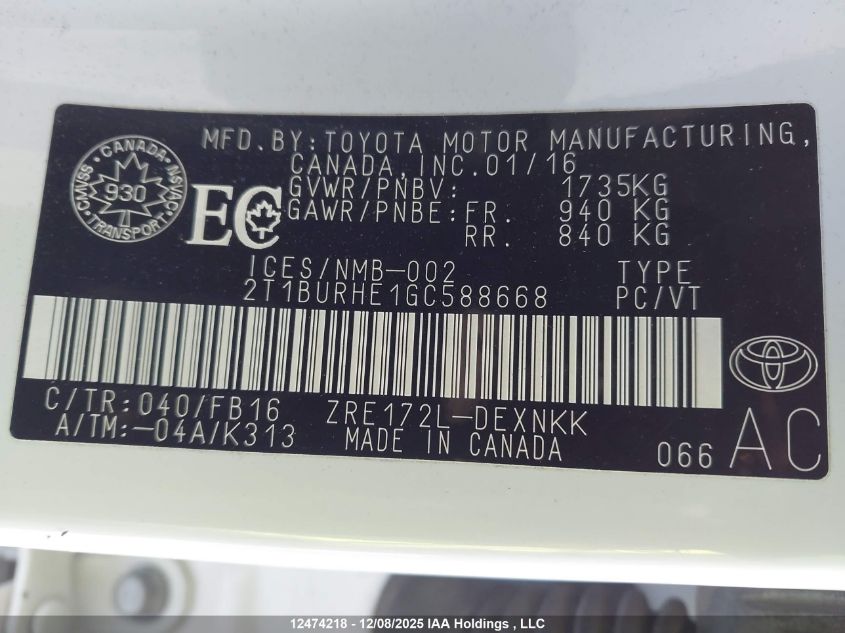 MFD.BY:TOYOTA MOTOR MANUFACTURING,
CANADA, INC.01/16
GVWR/PNBV: 1735KG
GAWR/PNBE:FR. 940 KG
RR. 840 KG
CANADA
CMVSS 930 NSVAC
TRANSPORT
EC
ICES/NMB-002 TYPE
2T1BURHE1GC588668 PC/VT
C/TR:040/FB16 ZRE172L-DEXNKK
A/TM:-04A/K313 MADE IN CANADA
066 AC
12474218 - 12/08/2025 IAA Holdings , LLC